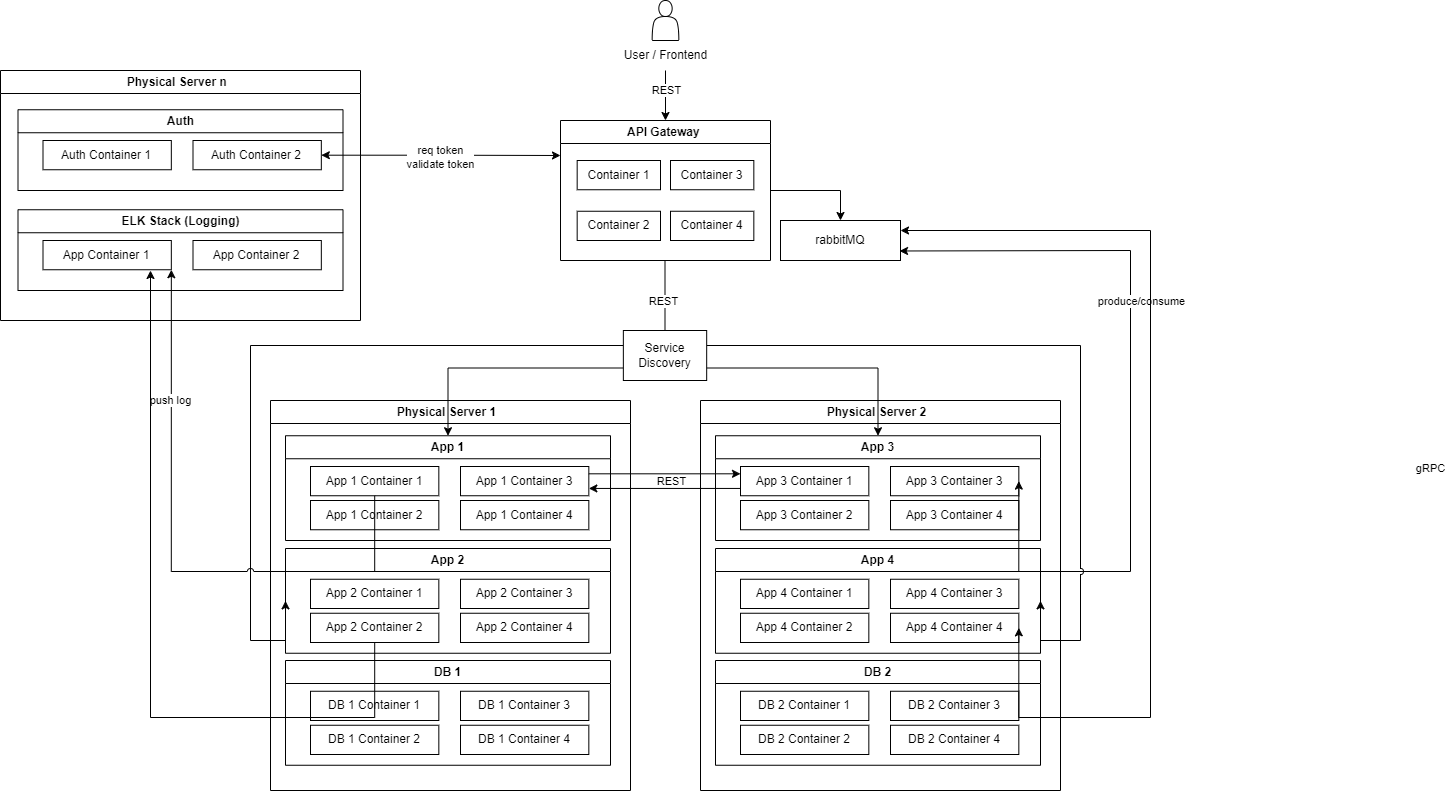 User / Frontend
REST
Physical Server n
Auth
Auth Container 1
Auth Container 2
req token
validate token
ELK Stack (Logging)
App Container 1
App Container 2
API Gateway
Container 1
Container 3
Container 2
Container 4
rabbitMQ
REST
produce/consume
Service
Discovery
push log
Physical Server 1
App 1
App 1 Container 1
App 1 Container 3
App 1 Container 2
App 1 Container 4
App 2
App 2 Container 1
App 2 Container 3
App 2 Container 2
App 2 Container 4
DB 1
DB 1 Container 1
DB 1 Container 3
DB 1 Container 2
DB 1 Container 4
REST
Physical Server 2
App 3
App 3 Container 1
App 3 Container 3
App 3 Container 2
App 3 Container 4
App 4
App 4 Container 1
App 4 Container 3
App 4 Container 2
App 4 Container 4
DB 2
DB 2 Container 1
DB 2 Container 3
DB 2 Container 2
DB 2 Container 4
gRPC